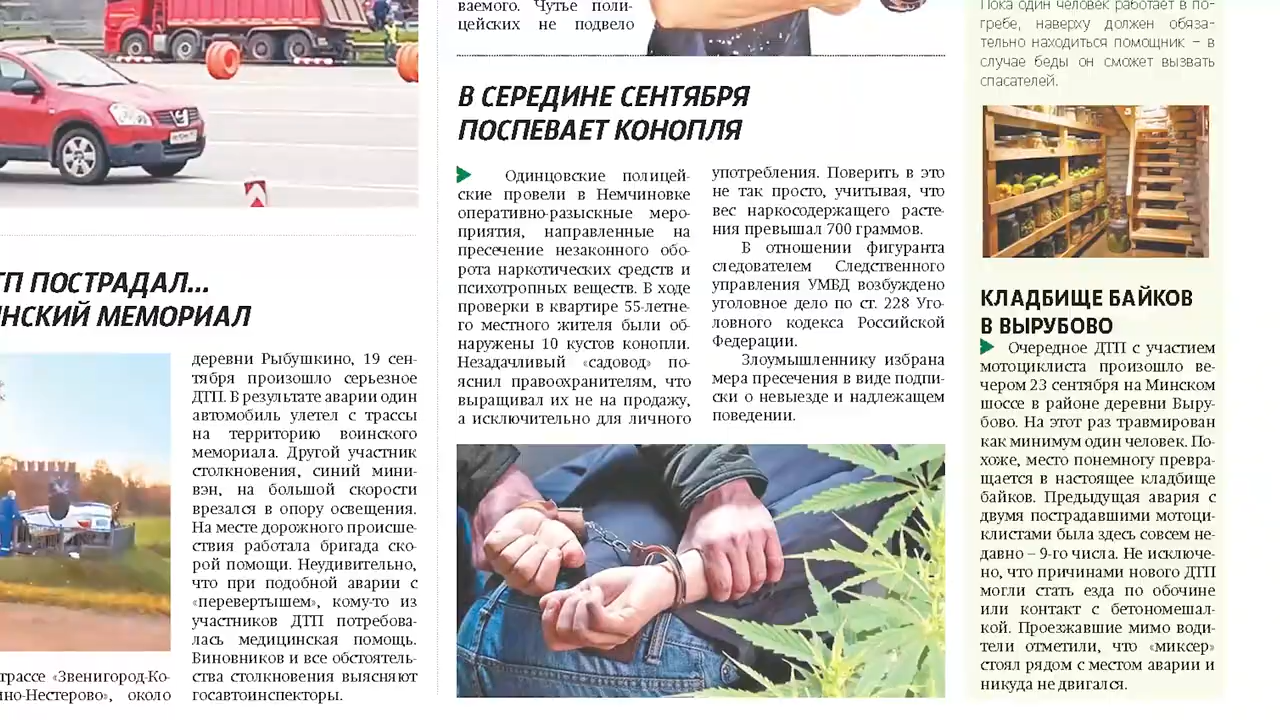 ваемого. Чутье поли-
цейских не подвело
ТП ПОСТРАДАЛ...
НСКИЙ МЕМОРИАЛ
деревни Рыбушкино, 19 сен-
тября произошло серьезное
ДТП. В результате аварии один
автомобиль улетел с трассы
на территорию воинского
мемориала. Другой участник
столкновения, синий мини-
вэн, на большой скорости
врезался в опору освещения.
На месте дорожного происше-
ствия работала бригада ско-
рой помощи. Неудивительно,
что при подобной аварии с
«перевертышем», кому-то из
участников ДТП потребова-
лась медицинская помощь.
Виновников и все обстоятель-
ства столкновения выясняют
госавтоинспекторы.
трассе «Звенигород-Ко-
но-Нестерово», около
В СЕРЕДИНЕ СЕНТЯБРЯ
ПОСПЕВАЕТ КОНОПЛЯ
Одинцовские полицей-
ские провели в Немчиновке
оперативно-разыскные меро-
приятия, направленные на
пресечение незаконного обо-
рота наркотических средств и
психотропных веществ. В ходе
проверки в квартире 55-летне-
го местного жителя были об-
наружены 10 кустов конопли.
Незадачливый «садовод» по-
яснил правоохранителям, что
выращивал их не на продажу,
а исключительно для личного
употребления. Поверить в это
не так просто, учитывая, что
вес наркосодержащего расте-
ния превышал 700 граммов.
В отношении фигуранта
следователем Следственного
управления УМВД возбуждено
уголовное дело по ст. 228 Уго-
ловного кодекса Российской
Федерации.
Злоумышленнику избрана
мера пресечения в виде подпи-
ски о невыезде и надлежащем
поведении.
Пока один человек работает в по-
гребе, наверху должен обяза-
тельно находиться помощник – в
случае беды он сможет вызвать
спасателей.
КЛАДБИЩЕ БАЙКОВ
В ВЫРУБОВО
Очередное ДТП с участием
мотоциклиста произошло ве-
чером 23 сентября на Минском
шоссе в районе деревни Выру-
бово. На этот раз травмирован
как минимум один человек. По-
хоже, место понемногу превра-
щается в настоящее кладбище
байков. Предыдущая авария с
двумя пострадавшими мотоци-
клистами была здесь совсем не-
давно – 9-го числа. Не исключе-
но, что причинами нового ДТП
могли стать езда по обочине
или контакт с бетономешал-
кой. Проезжавшие мимо води-
тели отметили, что «миксер»
стоял рядом с местом аварии и
никуда не двигался.